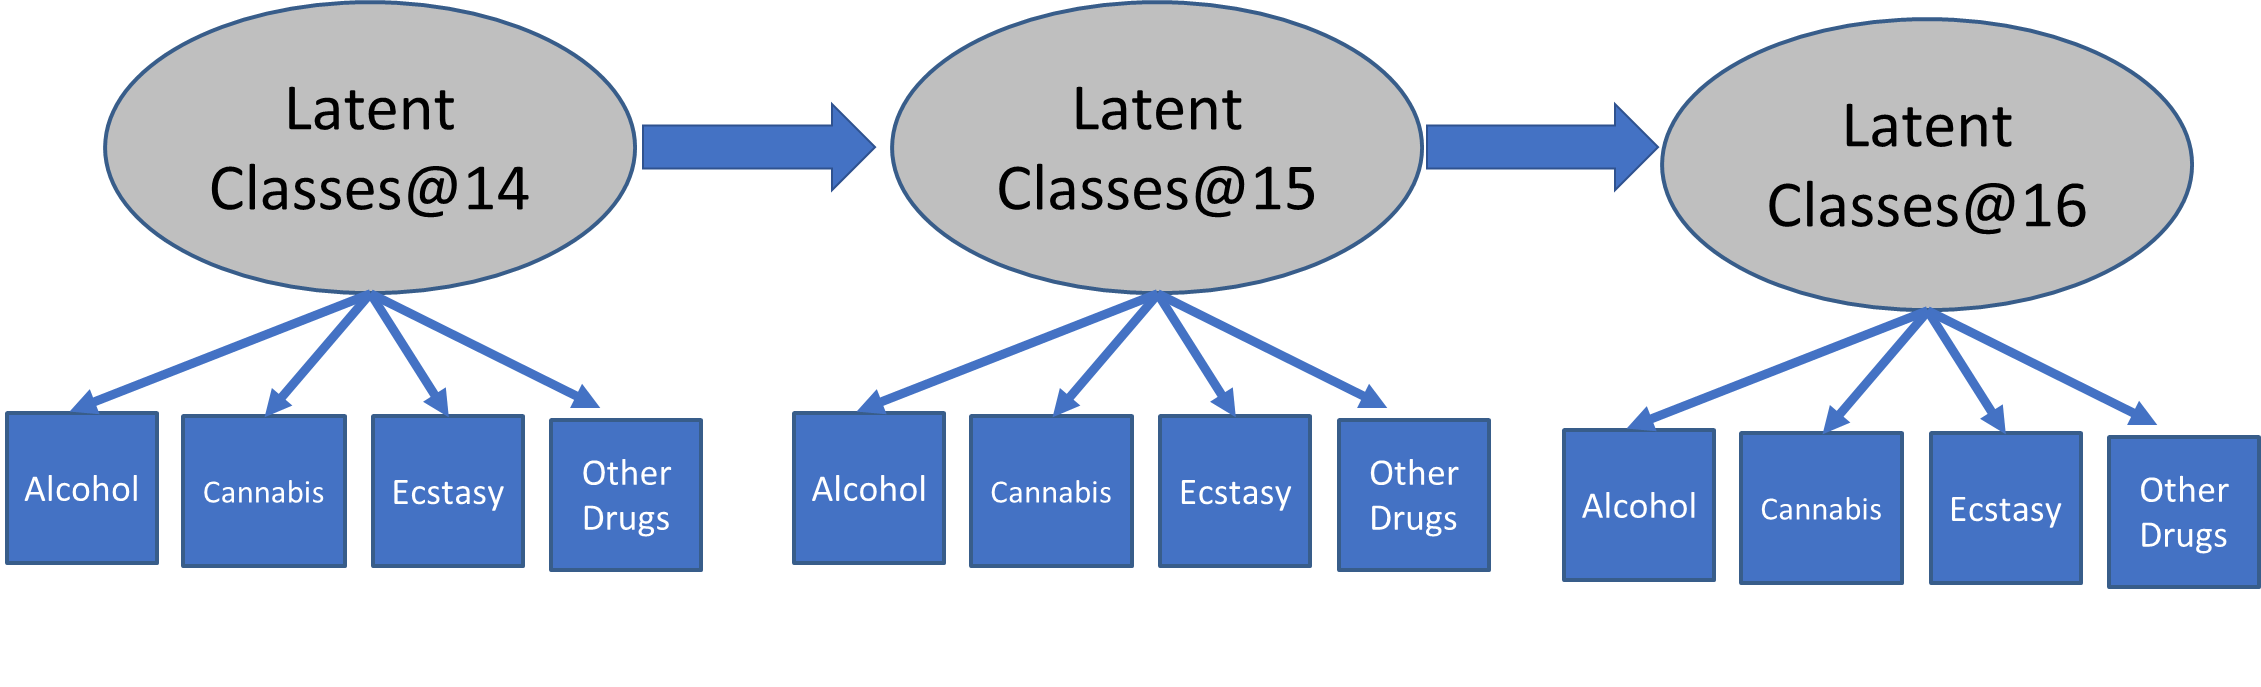 Latent
Classes@14
Latent
Classes@15
Latent
Classes@16
Alcohol
Cannabis
Ecstasy
Other
Drugs
Alcohol
Cannabis
Ecstasy
Other
Drugs
Alcohol
Cannabis
Ecstasy
Other
Drugs